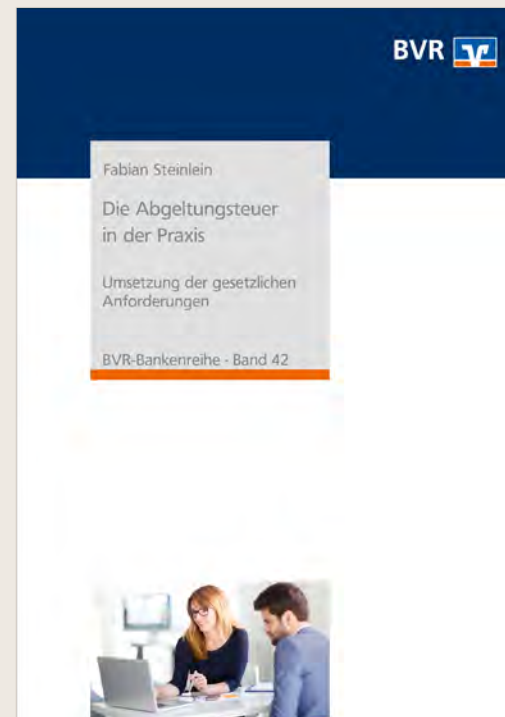 BVR
Fabian Steinlein
Die Abgeltungsteuer
in der Praxis
Umsetzung der gesetzlichen
Anforderungen
BVR-Bankenreihe · Band 42